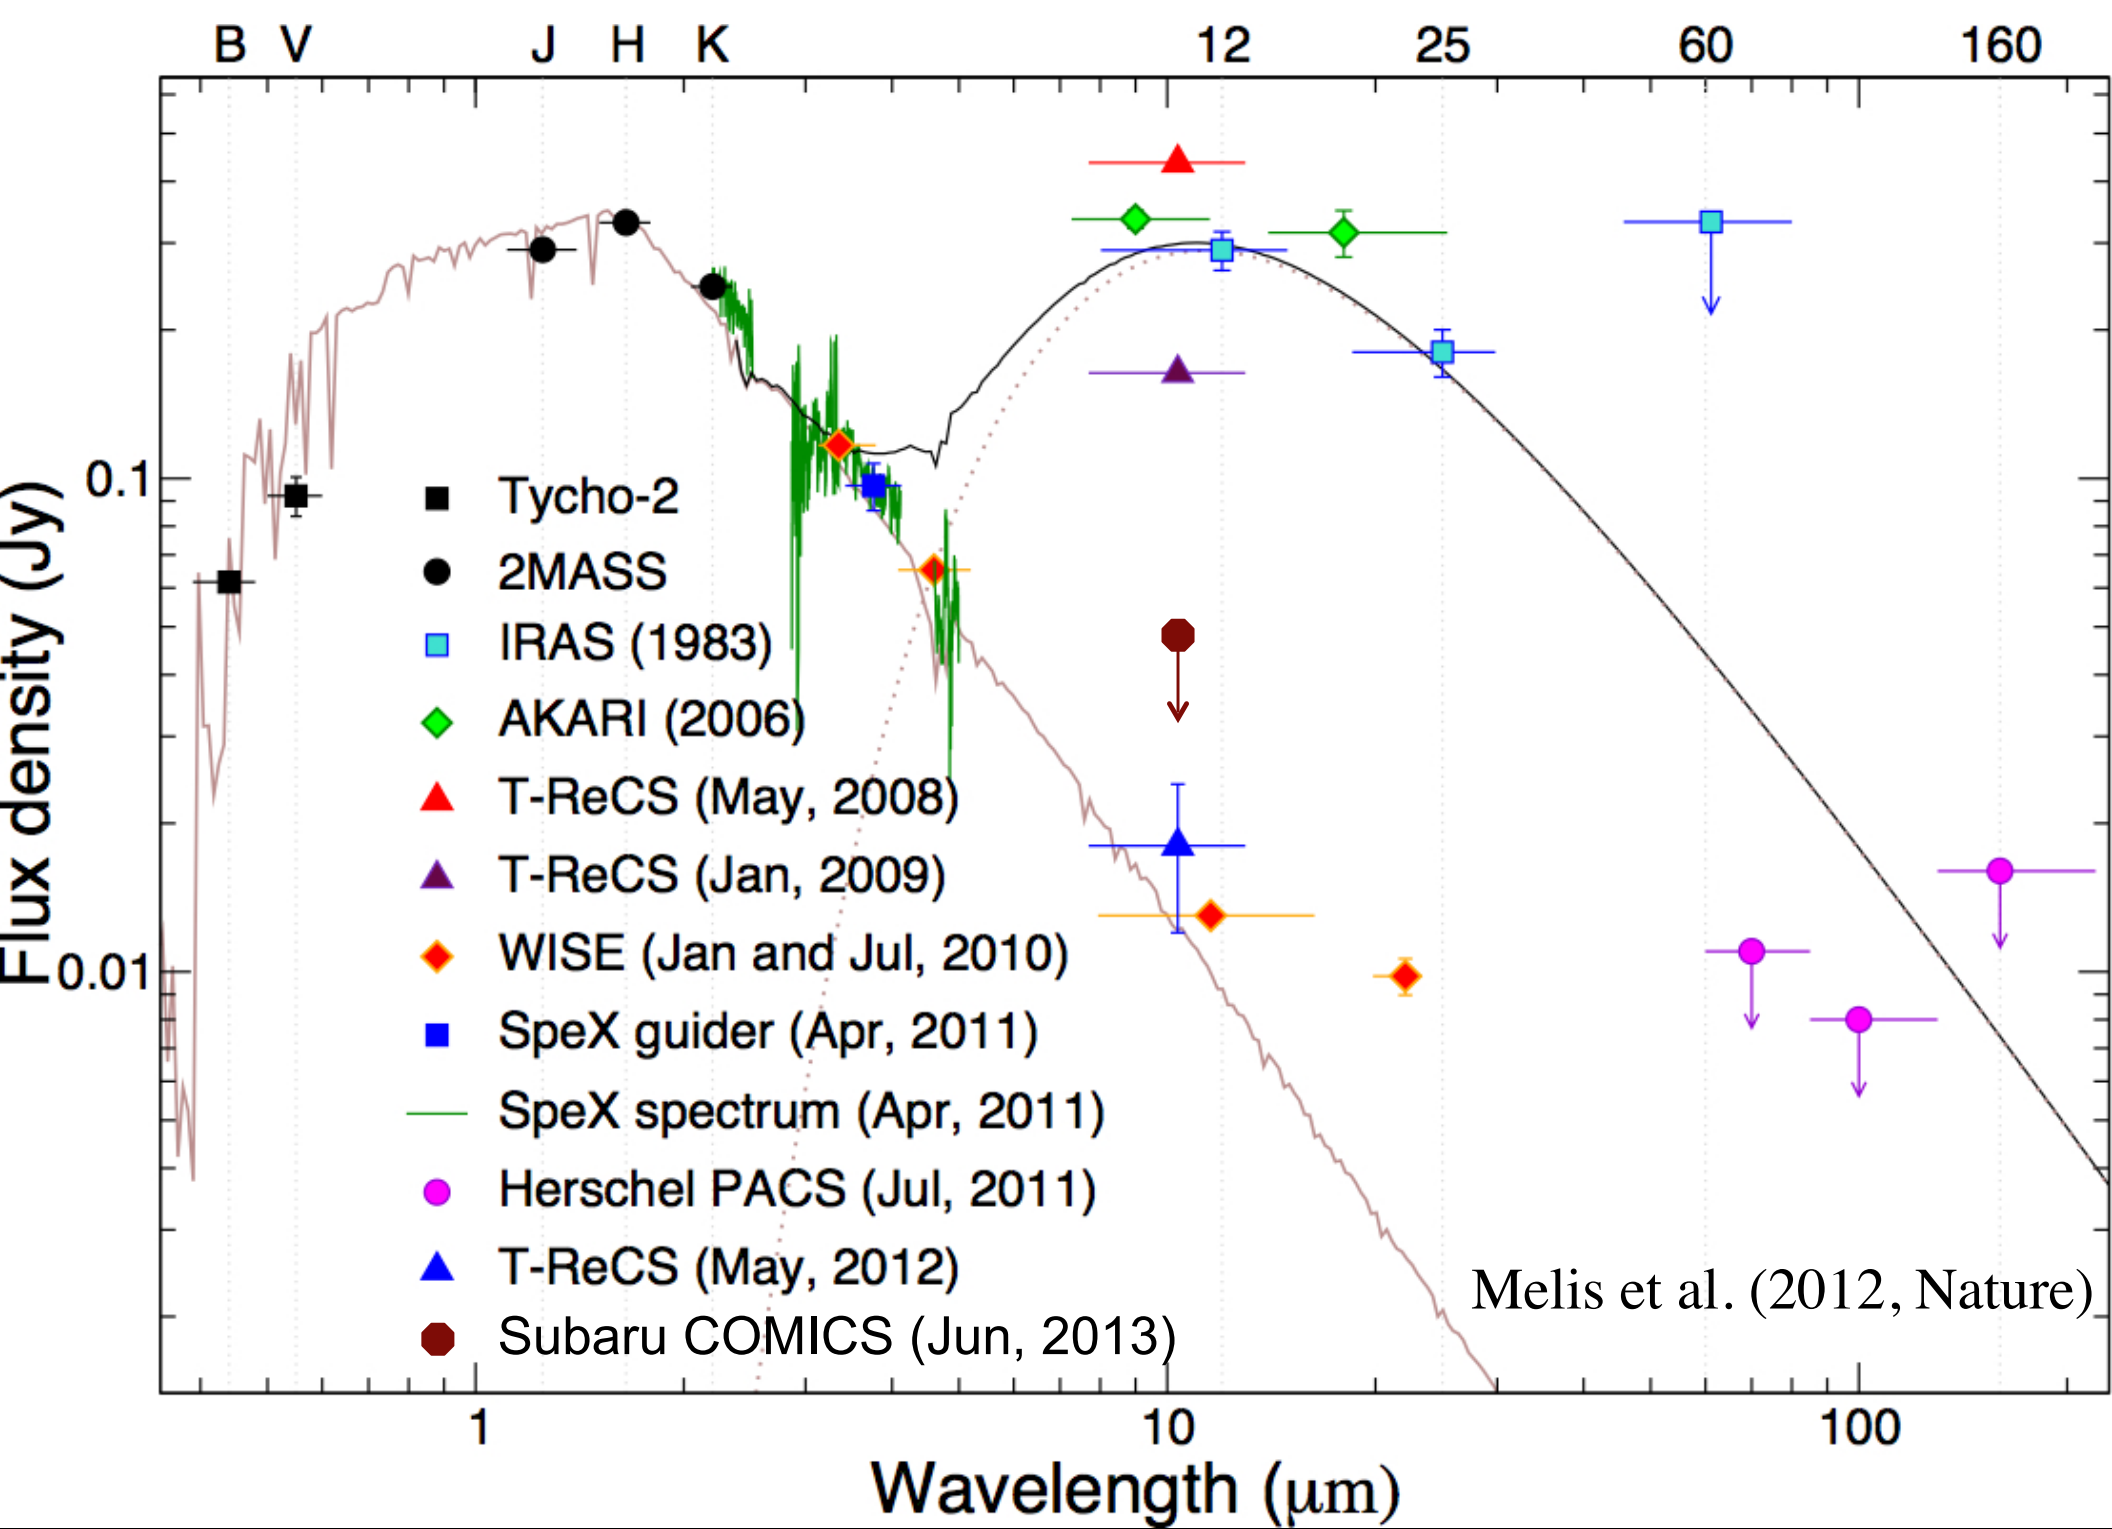 B V J H K 12 25 60 160
Flux density (Jy)
0.1
0.01
Tycho-2
2MASS
IRAS (1983)
AKARI (2006)
T-ReCS (May, 2008)
T-ReCS (Jan, 2009)
WISE (Jan and Jul, 2010)
SpeX guider (Apr, 2011)
SpeX spectrum (Apr, 2011)
Herschel PACS (Jul, 2011)
T-ReCS (May, 2012)
Subaru COMICS (Jun, 2013)
Melis et al. (2012, Nature)
1 10 100
Wavelength (μm)